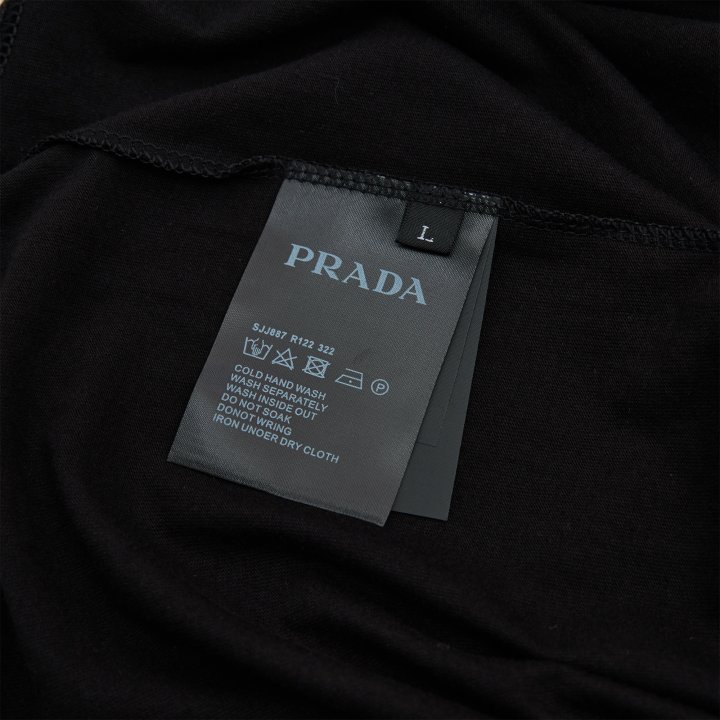 L
PRADA
SJJ887 R122 322
P
COLD HAND WASH
WASH SEPARATELY
WASH INSIDE OUT
DO NOT SOAK
DONOT WRING
IRON UNOER DRY CLOTH